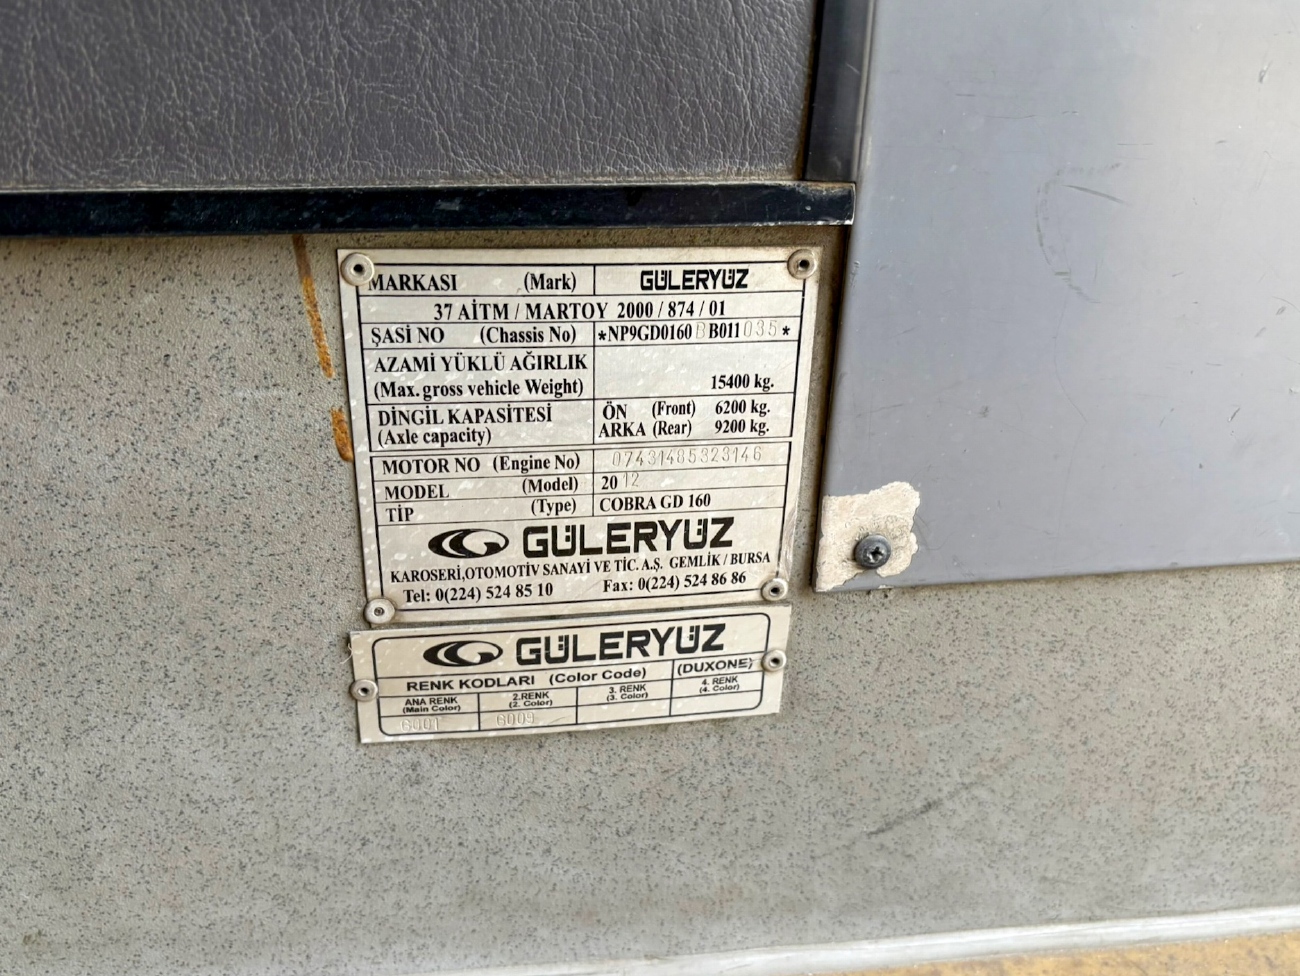 MARKASI (Mark) GÜLERYÜZ
37 AİTM / MARTOY 2000 / 874 / 01
ŞASİ NO (Chassis No) *NP9GD0160BB011035*
AZAMİ YÜKLÜ AĞIRLIK
(Max. gross vehicle Weight) 15400 kg.
DİNGİL KAPASİTESİ ÖN (Front) 6200 kg.
(Axle capacity) ARKA (Rear) 9200 kg.
MOTOR NO (Engine No) 07431485323146
MODEL (Model) 2012
TİP (Type) COBRA GD 160
GÜLERYÜZ
KAROSERİ,OTOMOTİV SANAYİ VE TİC. A.Ş. GEMLİK / BURSA
Tel: 0(224) 524 85 10 Fax: 0(224) 524 86 86
GÜLERYÜZ
RENK KODLARI (Color Code) (DUXONE)
ANA RENK 2.RENK 3. RENK 4. RENK
(Main Color) (2. Color) (3. Color) (4. Color)
6001 6009